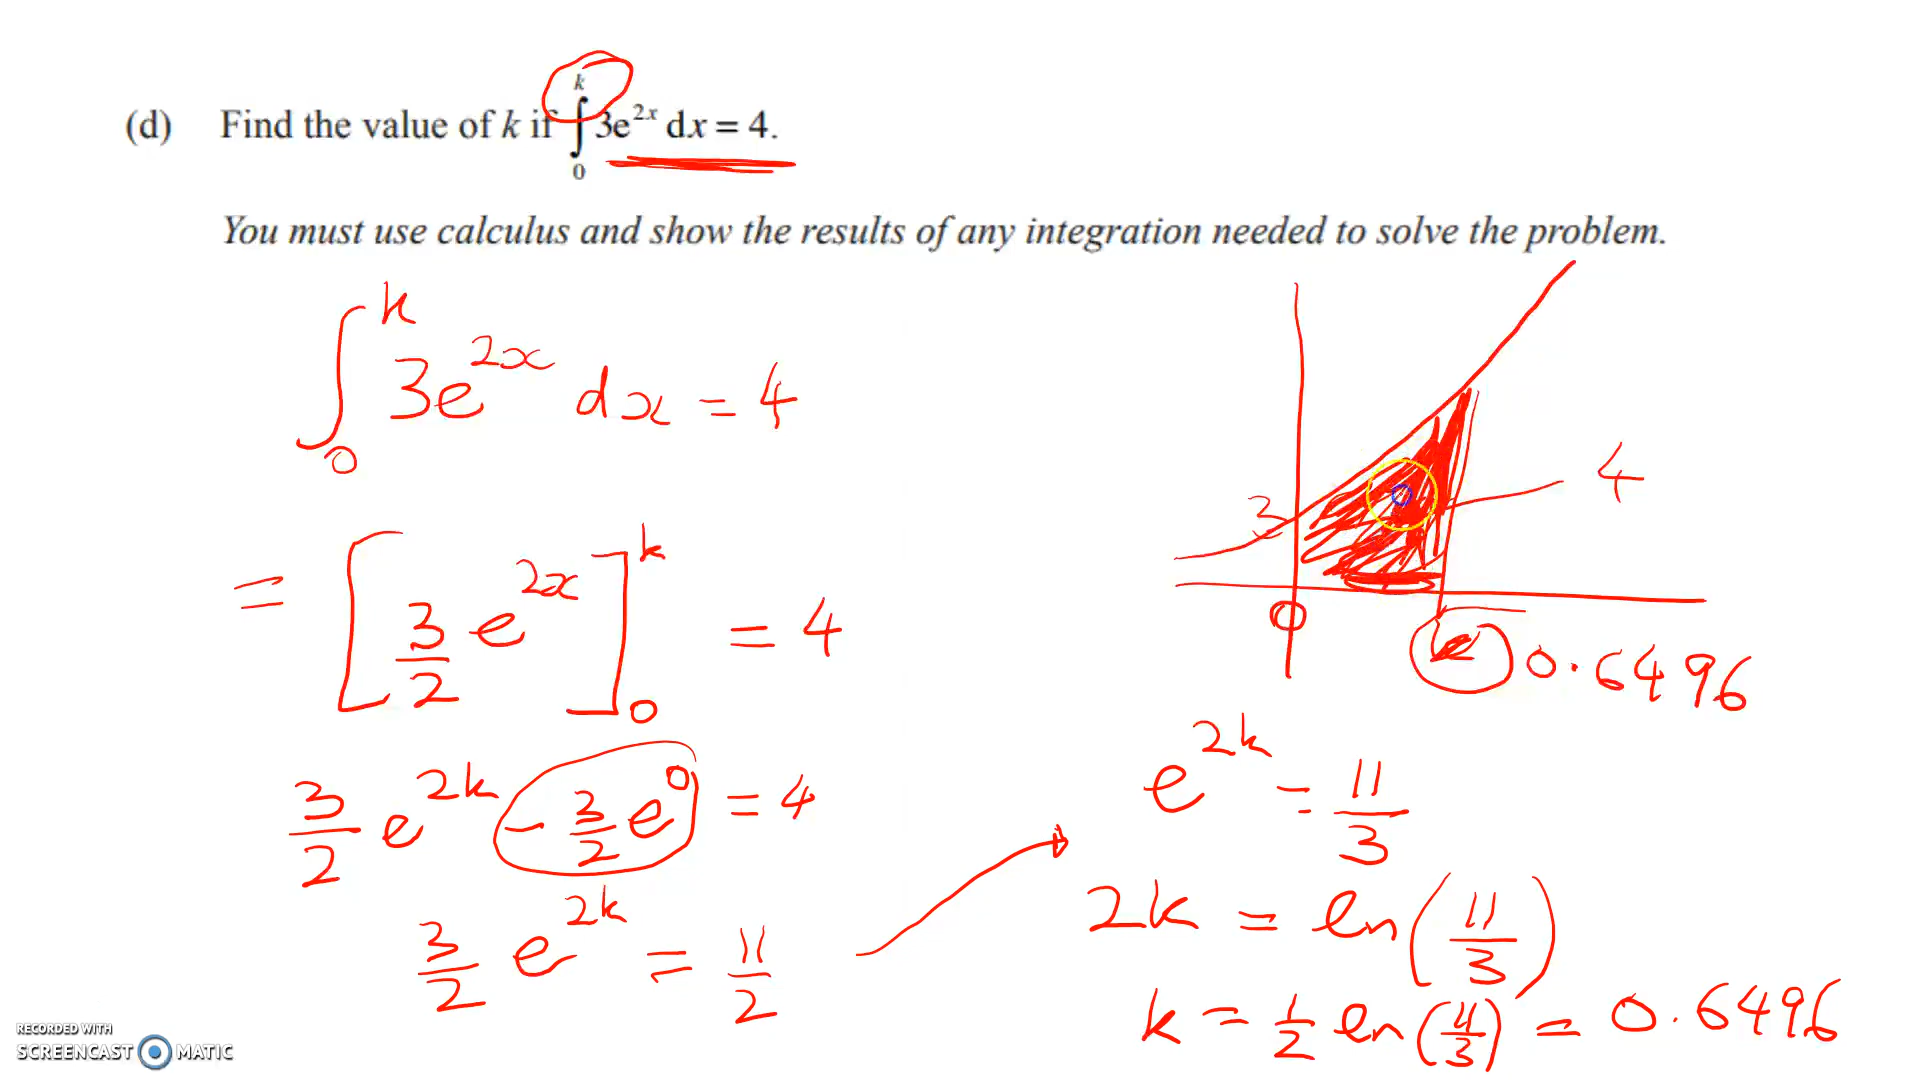 (d) Find the value of k if ∫₀ᵏ 3e²ˣ dx = 4.
You must use calculus and show the results of any integration needed to solve the problem.
∫₀ᵏ 3e²ˣ dx = 4
= [3/2 e²ˣ]₀ᵏ = 4
3/2 e²ᵏ - 3/2 e⁰ = 4
3/2 e²ᵏ = 11/2
3
4
0
k
0.6496
e²ᵏ = 11/3
2k = ln(11/3)
k = 1/2 ln(11/3) = 0.6496
RECORDED WITH
SCREENCAST MATIC